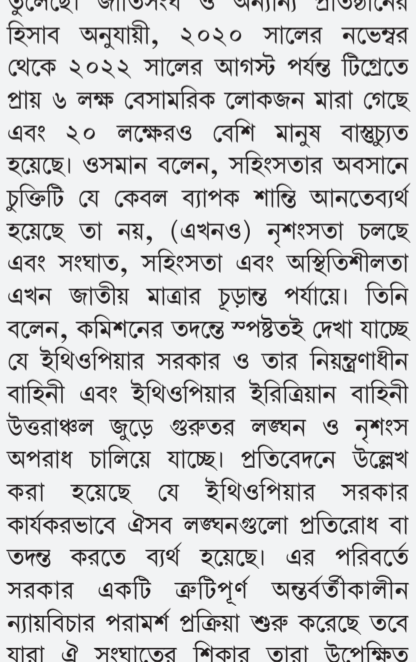 তুলেছে। জাতিসংঘ ও অন্যান্য প্রতিষ্ঠানের
হিসাব অনুযায়ী, ২০২০ সালের নভেম্বর
থেকে ২০২২ সালের আগস্ট পর্যন্ত টিগ্রেতে
প্রায় ৬ লক্ষ বেসামরিক লোকজন মারা গেছে
এবং ২০ লক্ষেরও বেশি মানুষ বাস্তুচ্যুত
হয়েছে। ওসমান বলেন, সহিংসতার অবসানে
চুক্তিটি যে কেবল ব্যাপক শান্তি আনতেব্যর্থ
হয়েছে তা নয়, (এখনও) নৃশংসতা চলছে
এবং সংঘাত, সহিংসতা এবং অস্থিতিশীলতা
এখন জাতীয় মাত্রার চূড়ান্ত পর্যায়ে। তিনি
বলেন, কমিশনের তদন্তে স্পষ্টতই দেখা যাচ্ছে
যে ইথিওপিয়ার সরকার ও তার নিয়ন্ত্রণাধীন
বাহিনী এবং ইথিওপিয়ার ইরিত্রিয়ান বাহিনী
উত্তরাঞ্চল জুড়ে গুরুতর লঙ্ঘন ও নৃশংস
অপরাধ চালিয়ে যাচ্ছে। প্রতিবেদনে উল্লেখ
করা হয়েছে যে ইথিওপিয়ার সরকার
কার্যকরভাবে ঐসব লঙ্ঘনগুলো প্রতিরোধ বা
তদন্ত করতে ব্যর্থ হয়েছে। এর পরিবর্তে
সরকার একটি ত্রুটিপূর্ণ অন্তর্বর্তীকালীন
ন্যায়বিচার পরামর্শ প্রক্রিয়া শুরু করেছে তবে
যারা ঐ সংঘাতের শিকার তারা উপেক্ষিত